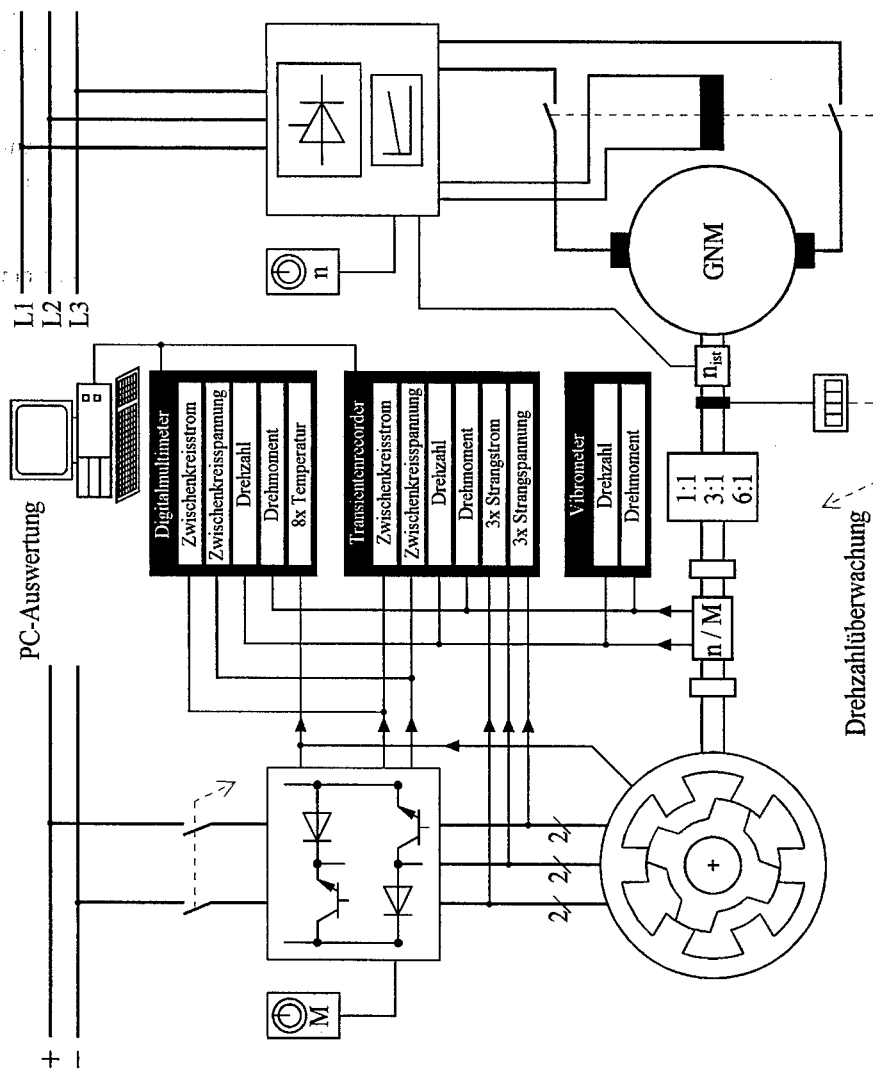 +
–
PC-Auswertung
L1
L2
L3
Digitalmultimeter
Zwischenkreisstrom
Zwischenkreisspannung
Drehzahl
Drehmoment
8x Temperatur
Transientenrecorder
Zwischenkreisstrom
Zwischenkreisspannung
Drehzahl
Drehmoment
3x Strangstrom
3x Strangspannung
Vibrometer
Drehzahl
Drehmoment
M
n
2
2
2
+
n / M
1:1
3:1
6:1
nist
GNM
Drehzahlüberwachung